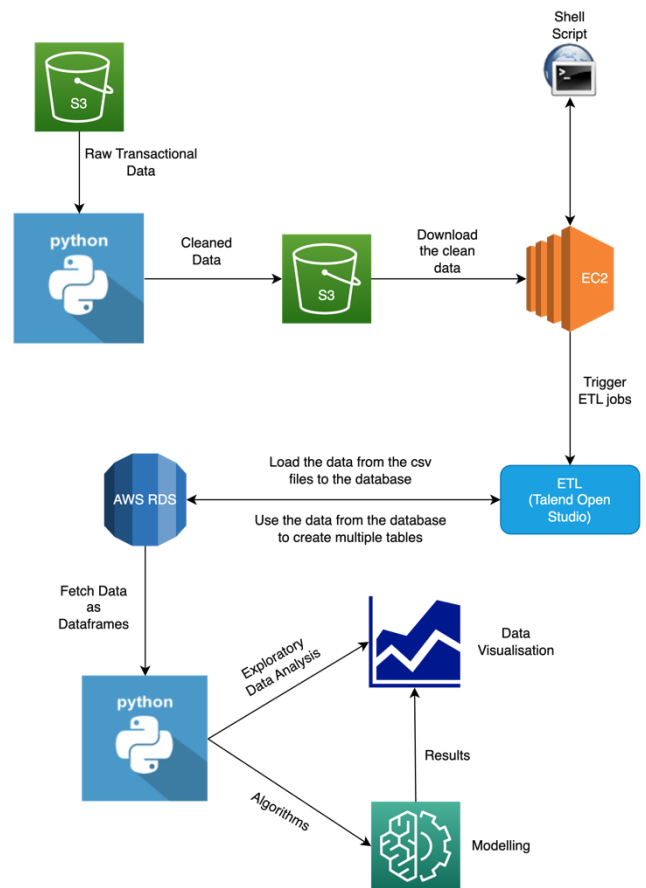 Shell
Script
S3
Raw Transactional
Data
python
Cleaned
Data
S3
Download
the clean
data
EC2
Trigger
ETL jobs
AWS RDS
Load the data from the csv
files to the database
Use the data from the database
to create multiple tables
ETL
(Talend Open
Studio)
Fetch Data
as
Dataframes
python
Exploratory
Data Analysis
Data
Visualisation
Results
Algorithms
Modelling